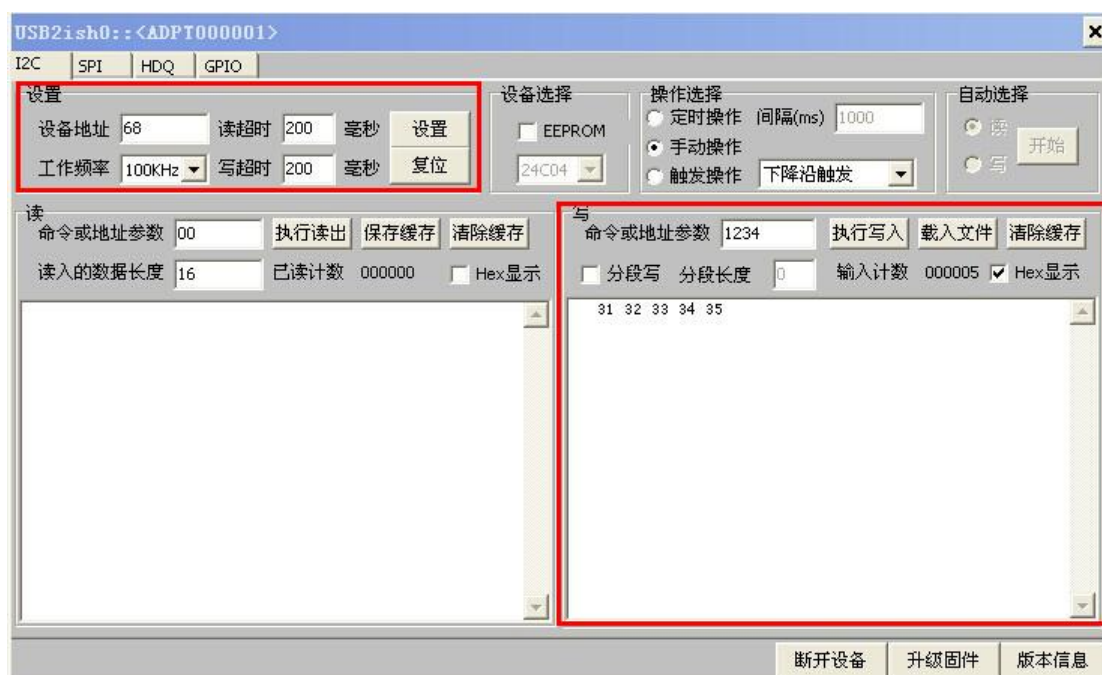 USB2ish0::<ADPT000001>
I2C SPI HDQ GPIO
设置
设备地址 68 读超时 200 毫秒 设置
工作频率 100KHz 写超时 200 毫秒 复位
设备选择
EEPROM
24C04
操作选择
定时操作 间隔(ms) 1000
手动操作
触发操作 下降沿触发
自动选择
读
写
开始
读
命令或地址参数 00 执行读出 保存缓存 清除缓存
读入的数据长度 16 已读计数 000000 Hex显示
写
命令或地址参数 1234 执行写入 载入文件 清除缓存
分段写 分段长度 0 输入计数 000005 Hex显示
31 32 33 34 35
断开设备 升级固件 版本信息